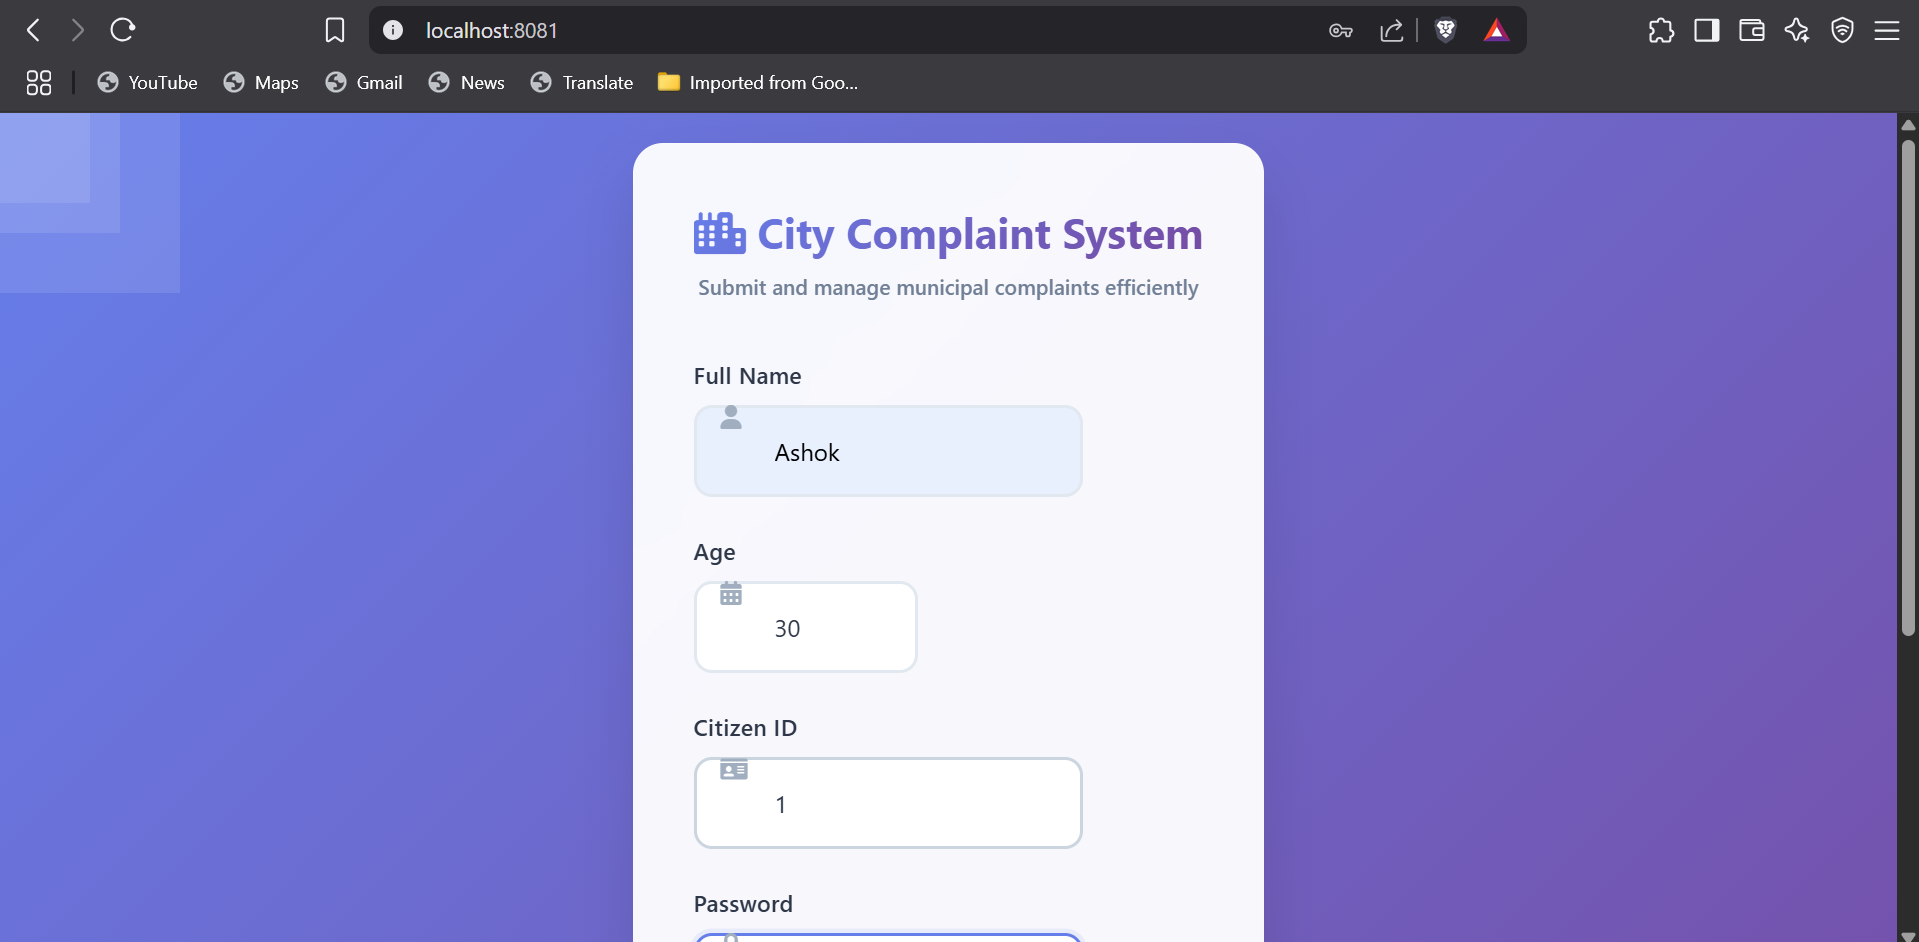 localhost:8081
YouTube Maps Gmail News Translate Imported from Goo...
City Complaint System
Submit and manage municipal complaints efficiently
Full Name
Ashok
Age
30
Citizen ID
1
Password